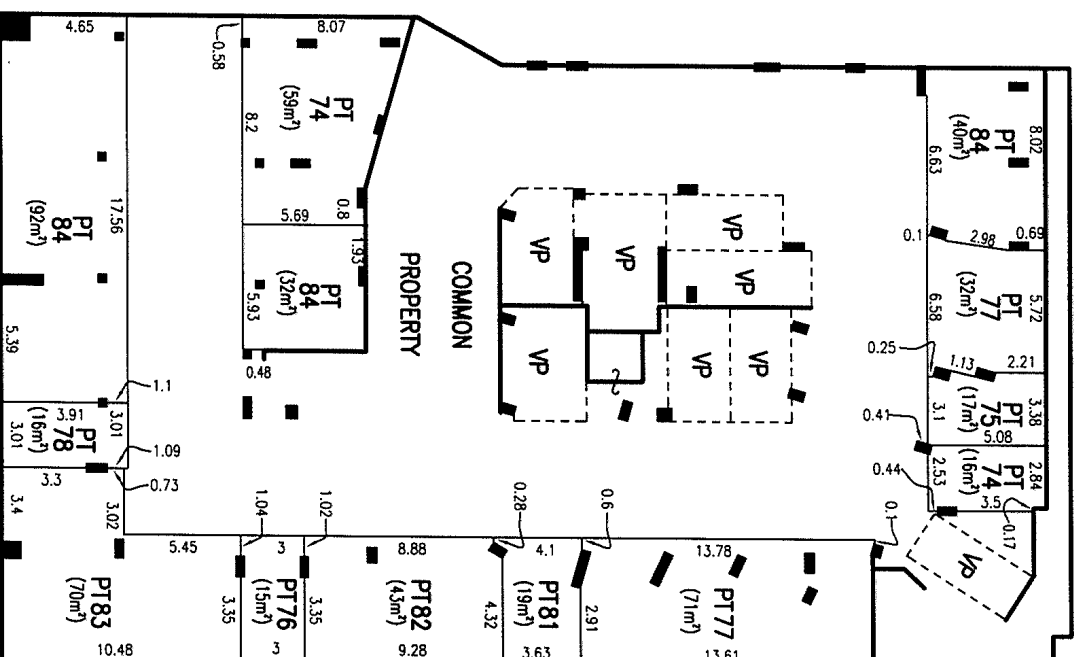 4.65
0.58
8.07
PT
74
(59m²)
8.2
17.56
PT
84
(92m²)
5.39
5.69
0.8
1.93
PT
84
(32m²)
5.93
0.48
COMMON
PROPERTY
VP
VP
VP
VP
VP
VP
VP
PT
84
(40m²)
8.02
6.63
0.1
2.98
0.69
PT
77
(32m²)
5.72
6.58
0.25
1.13
2.21
PT
75
(17m²)
3.38
3.1
0.41
5.08
PT
74
(16m²)
2.84
2.53
0.44
3.5
0.17
0.1
VP
1.1
3.91
3.01
PT
78
(16m²)
3.01
1.09
3.3
0.73
3.4
3.02
5.45
1.04
3
1.02
8.88
0.28
4.1
0.6
13.78
PT83
(70m²)
3.35
PT76
(15m²)
3.35
PT82
(43m²)
4.32
PT81
(19m²)
2.91
PT77
(71m²)
10.48
3
9.28
3.63
13.61